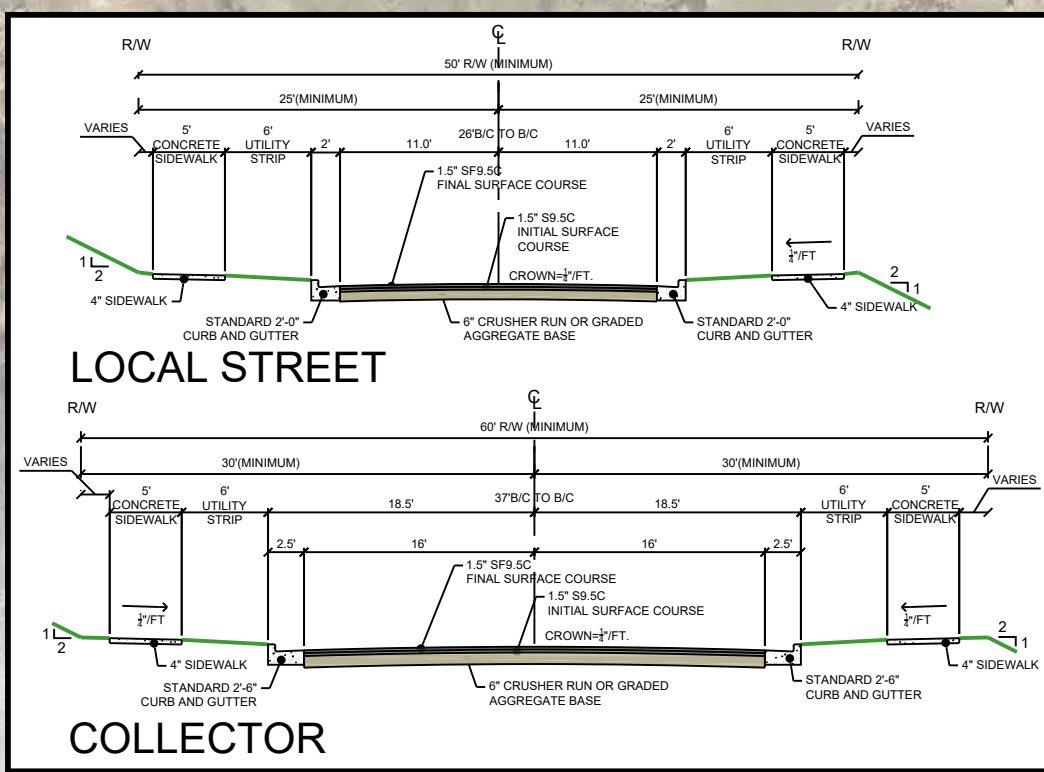 R/W
℄
R/W
50' R/W (MINIMUM)
25'(MINIMUM)
25'(MINIMUM)
VARIES
5'
CONCRETE
SIDEWALK
6'
UTILITY
STRIP
2'
26'B/C TO B/C
11.0'
11.0'
2'
6'
UTILITY
STRIP
5'
CONCRETE
SIDEWALK
VARIES
1.5" SF9.5C
FINAL SURFACE COURSE
1.5" S9.5C
INITIAL SURFACE
COURSE
CROWN=¼"/FT.
¼"/FT
1
2
2
1
4" SIDEWALK
4" SIDEWALK
STANDARD 2'-0"
CURB AND GUTTER
6" CRUSHER RUN OR GRADED
AGGREGATE BASE
STANDARD 2'-0"
CURB AND GUTTER
LOCAL STREET
R/W
℄
R/W
60' R/W (MINIMUM)
VARIES
30'(MINIMUM)
30'(MINIMUM)
VARIES
5'
CONCRETE
SIDEWALK
6'
UTILITY
STRIP
18.5'
37'B/C TO B/C
18.5'
6'
UTILITY
STRIP
5'
CONCRETE
SIDEWALK
2.5'
16'
16'
2.5'
1.5" SF9.5C
FINAL SURFACE COURSE
1.5" S9.5C
INITIAL SURFACE COURSE
CROWN=¼"/FT.
¼"/FT
¼"/FT
1
2
2
1
4" SIDEWALK
4" SIDEWALK
STANDARD 2'-6"
CURB AND GUTTER
6" CRUSHER RUN OR GRADED
AGGREGATE BASE
STANDARD 2'-6"
CURB AND GUTTER
COLLECTOR